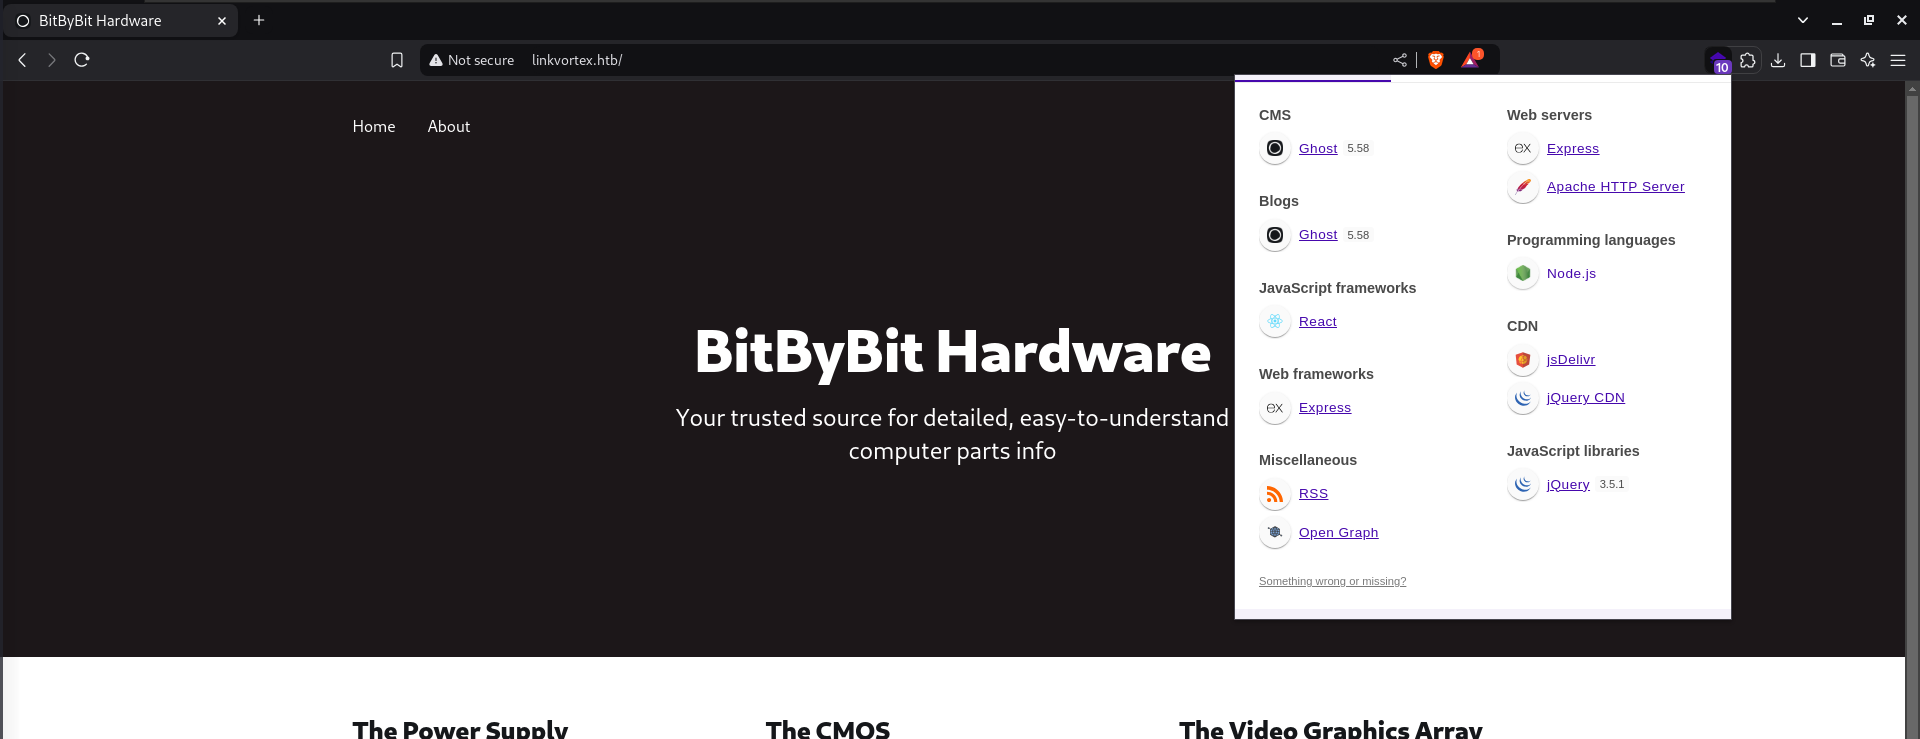 BitByBit Hardware
Not secure linkvortex.htb/
1
10
Home About
BitByBit Hardware
Your trusted source for detailed, easy-to-understand
computer parts info
CMS
Ghost 5.58
Blogs
Ghost 5.58
JavaScript frameworks
React
Web frameworks
ex Express
Miscellaneous
RSS
Open Graph
Something wrong or missing?
Web servers
ex Express
Apache HTTP Server
Programming languages
Node.js
CDN
jsDelivr
jQuery CDN
JavaScript libraries
jQuery 3.5.1
The Power Supply
The CMOS
The Video Graphics Array